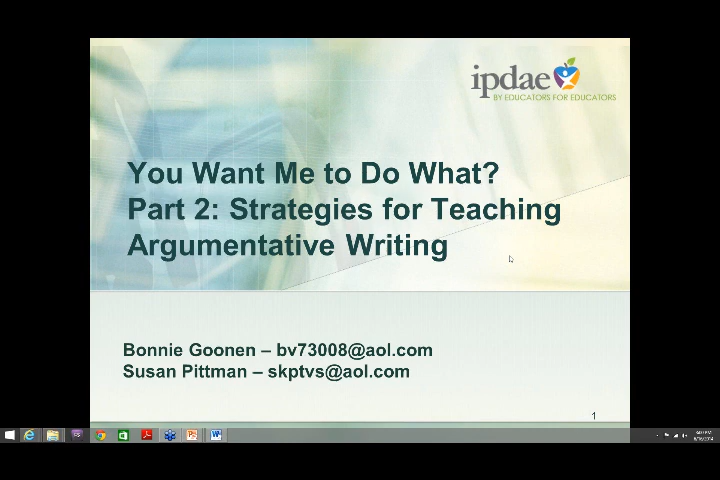 ipdae
BY EDUCATORS FOR EDUCATORS
You Want Me to Do What?
Part 2: Strategies for Teaching
Argumentative Writing
Bonnie Goonen – bv73008@aol.com
Susan Pittman – skptvs@aol.com
1